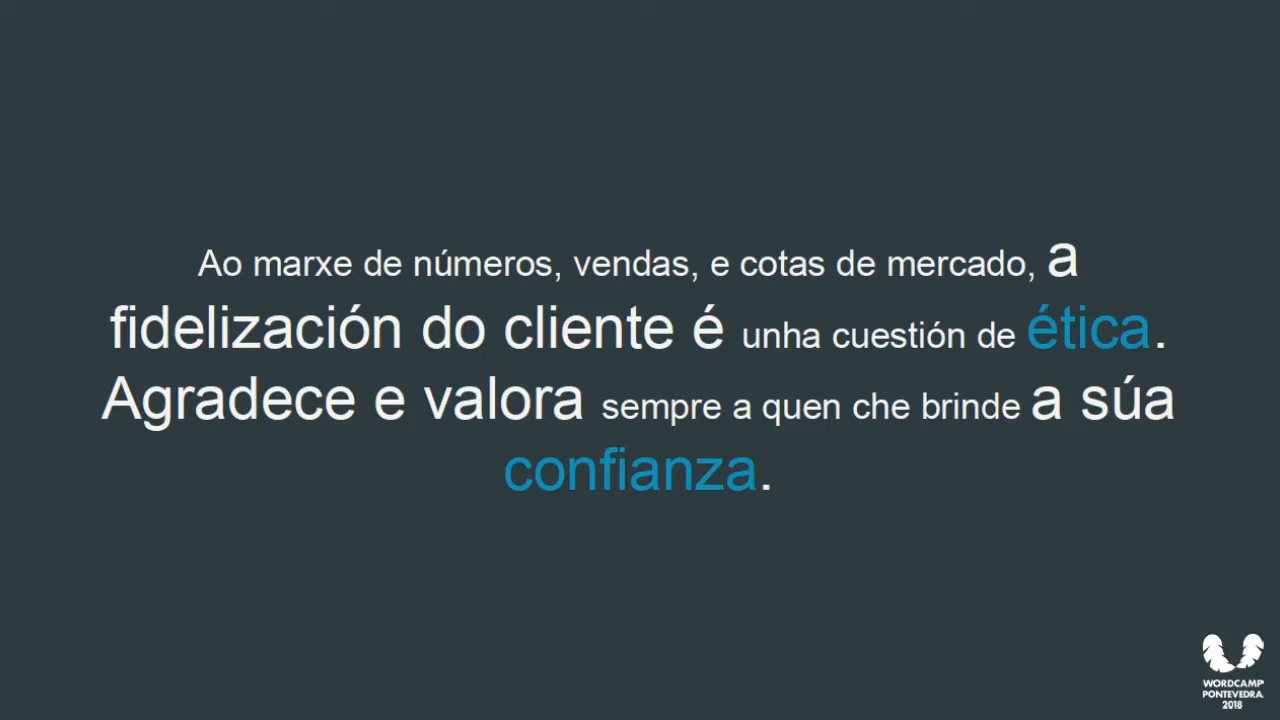 Ao marxe de números, vendas, e cotas de mercado, a
fidelización do cliente é unha cuestión de ética.
Agradece e valora sempre a quen che brinde a súa
confianza.
WORDCAMP
PONTEVEDRA
2018